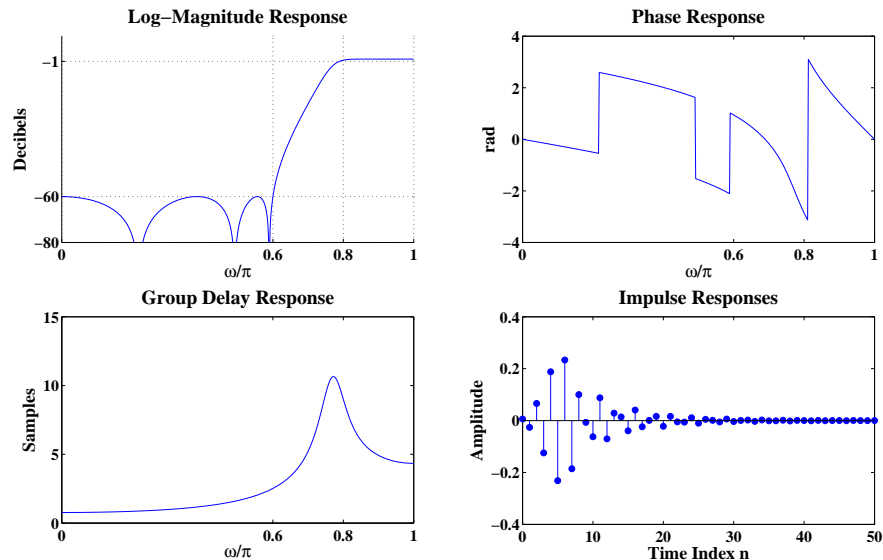 Log−Magnitude Response
−1
−60
−80
Decibels
0
0.6
0.8
1
ω/π
Phase Response
4
2
0
−2
−4
rad
0
0.6
0.8
1
ω/π
Group Delay Response
15
10
5
0
Samples
0
0.6
0.8
1
ω/π
Impulse Responses
0.4
0.2
0
−0.2
−0.4
Amplitude
0
10
20
30
40
50
Time Index n